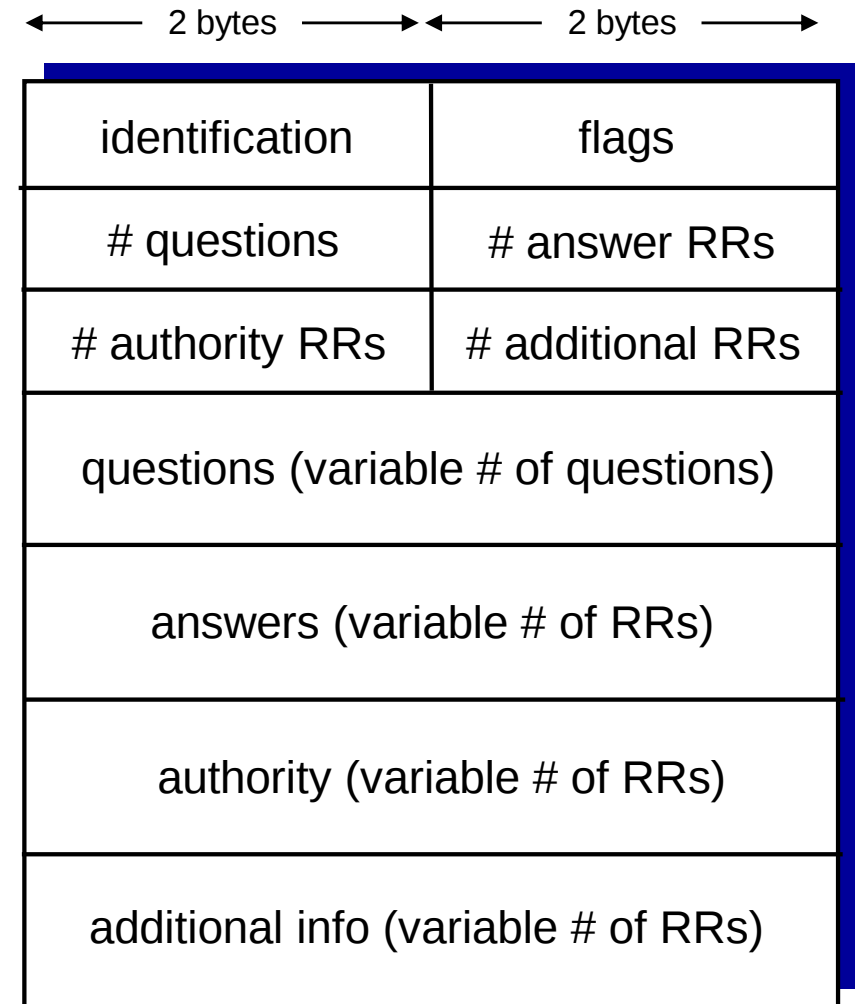 2 bytes 2 bytes
identification flags
# questions # answer RRs
# authority RRs # additional RRs
questions (variable # of questions)
answers (variable # of RRs)
authority (variable # of RRs)
additional info (variable # of RRs)